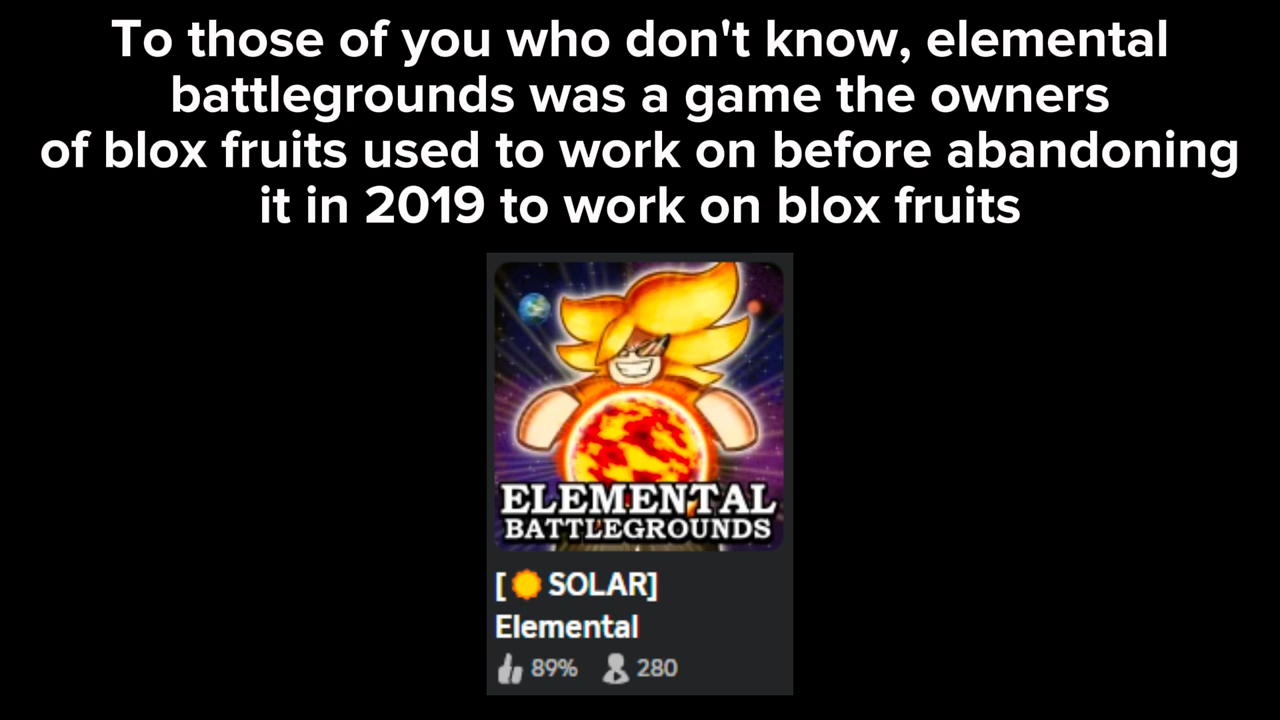 To those of you who don't know, elemental
battlegrounds was a game the owners
of blox fruits used to work on before abandoning
it in 2019 to work on blox fruits
ELEMENTAL
BATTLEGROUNDS
[☀️ SOLAR]
Elemental
89% 280